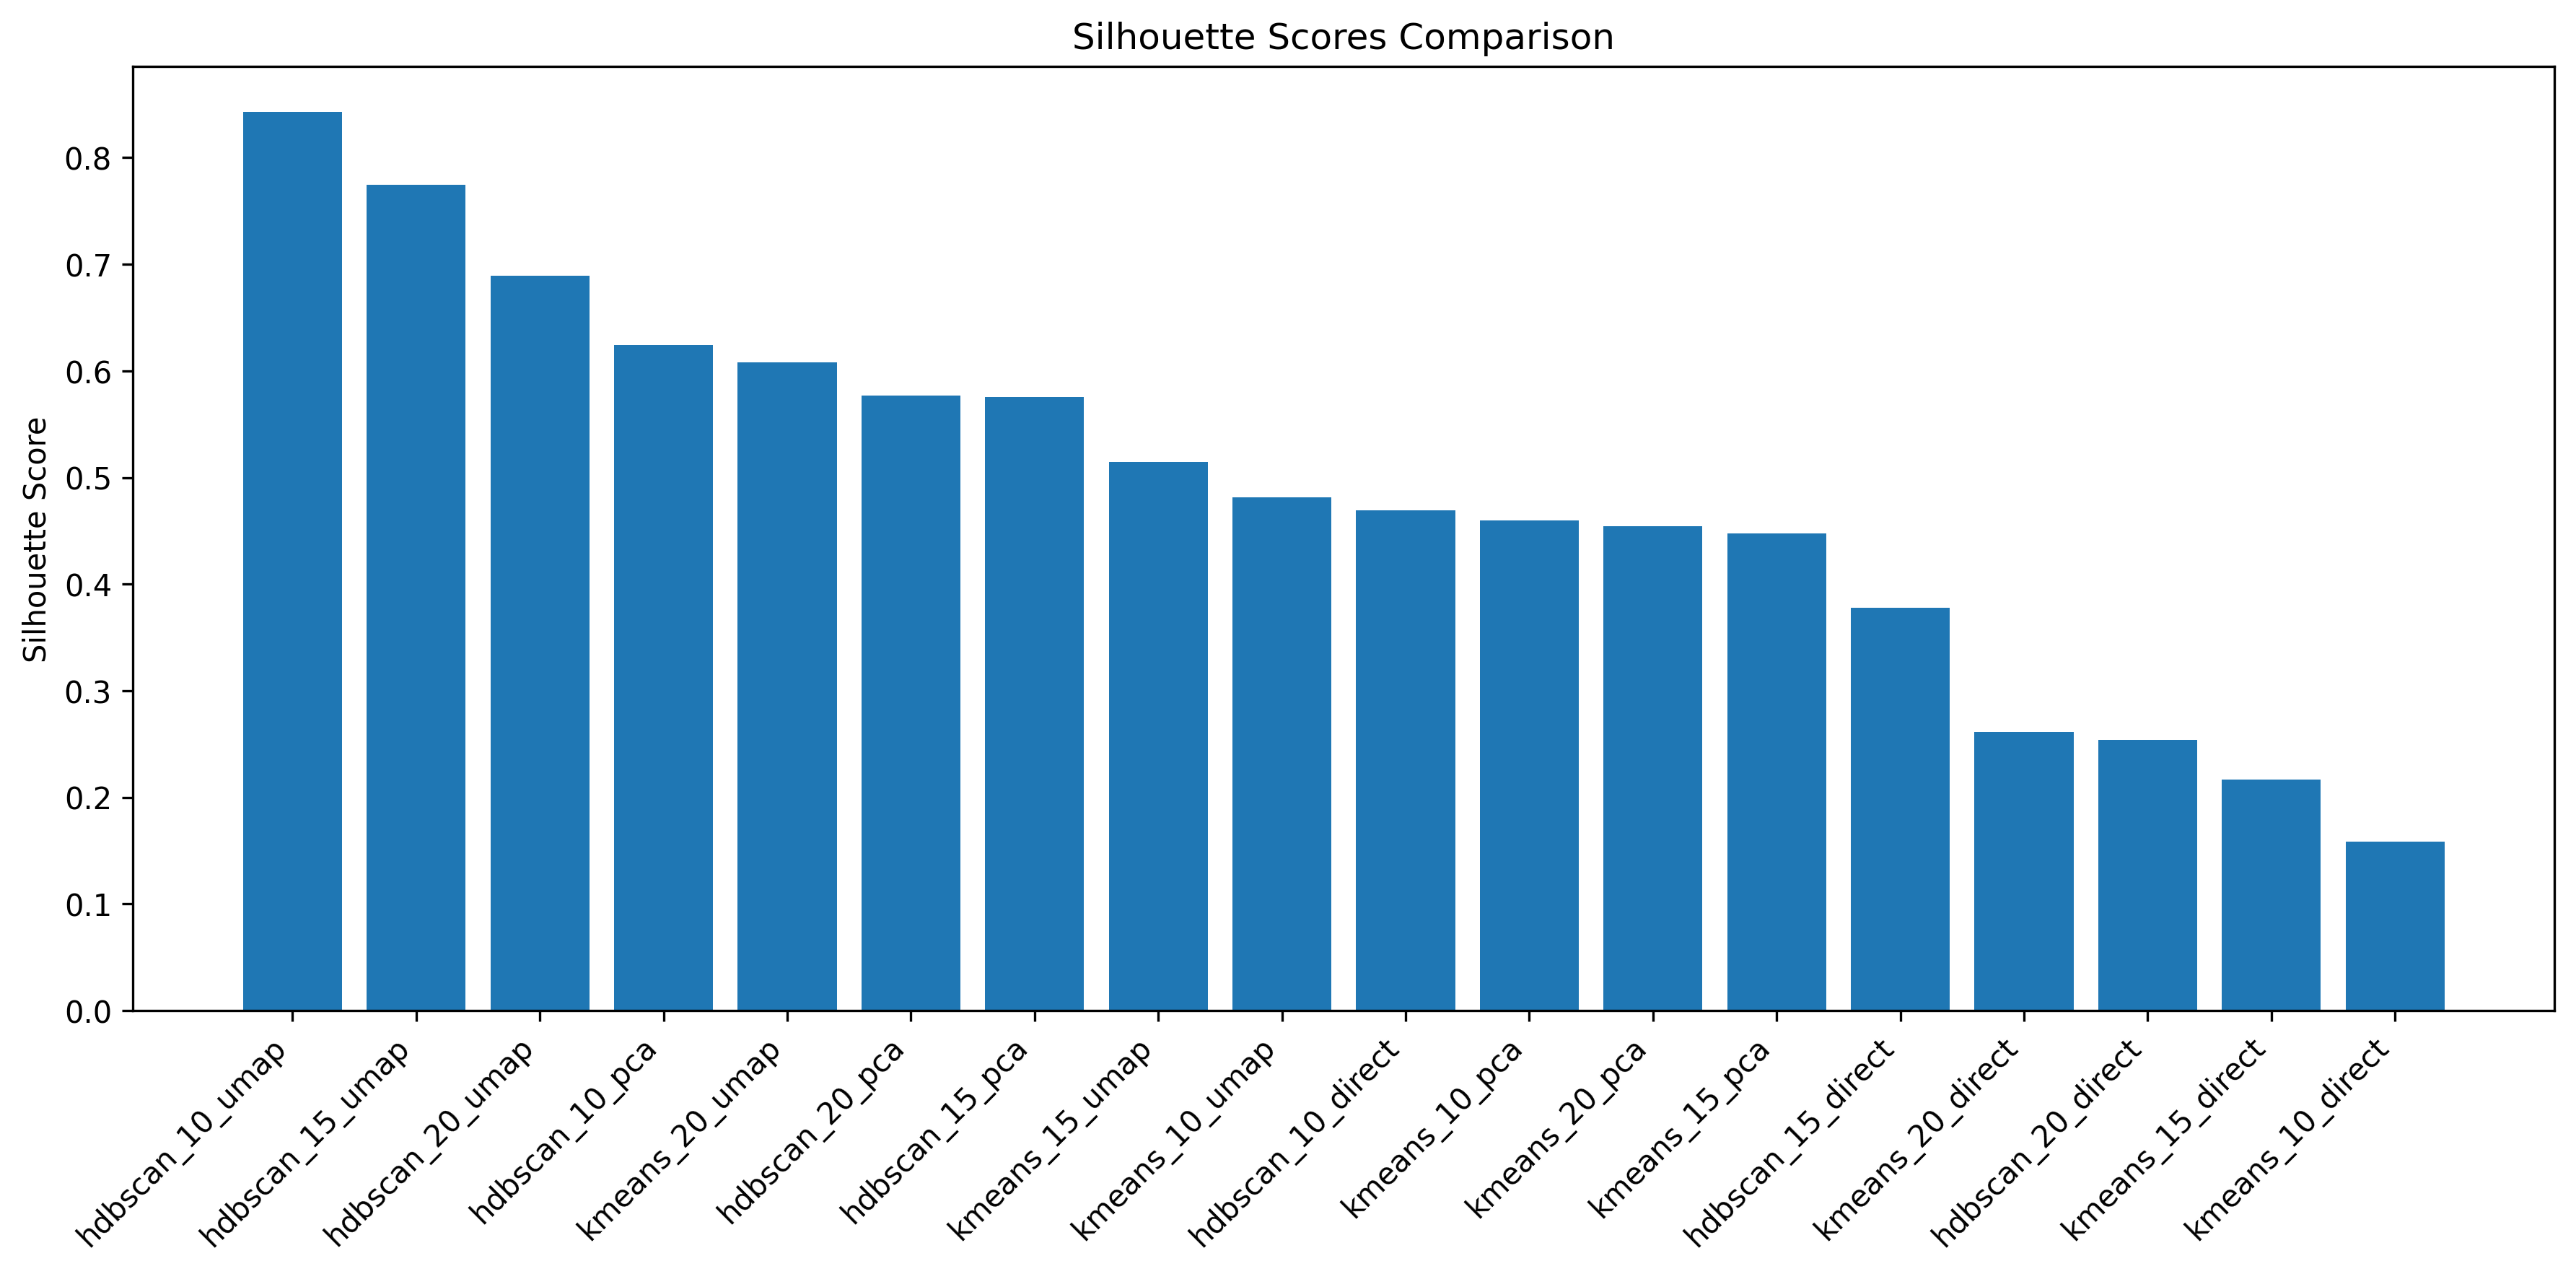 Silhouette Scores Comparison
Silhouette Score
0.8
0.7
0.6
0.5
0.4
0.3
0.2
0.1
0.0
hdbscan_10_umap
hdbscan_15_umap
hdbscan_20_umap
hdbscan_10_pca
kmeans_20_umap
hdbscan_20_pca
hdbscan_15_pca
kmeans_15_umap
kmeans_10_umap
hdbscan_10_direct
kmeans_10_pca
kmeans_20_pca
kmeans_15_pca
hdbscan_15_direct
kmeans_20_direct
hdbscan_20_direct
kmeans_15_direct
kmeans_10_direct